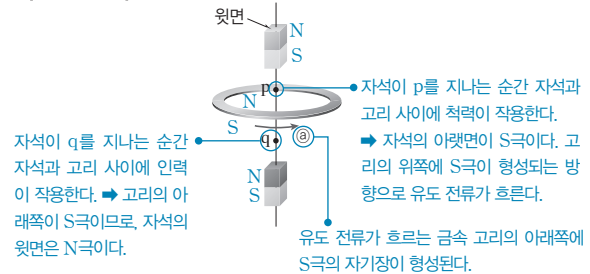 윗면
N
S
p
N
S
q
ⓐ
N
S
자석이 p를 지나는 순간 자석과
고리 사이에 척력이 작용한다.
➡ 자석의 아랫면이 S극이다. 고
리의 위쪽에 S극이 형성되는 방
향으로 유도 전류가 흐른다.
자석이 q를 지나는 순간
자석과 고리 사이에 인력
이 작용한다. ➡ 고리의 아
래쪽이 S극이므로, 자석의
윗면은 N극이다.
유도 전류가 흐르는 금속 고리의 아래쪽에
S극의 자기장이 형성된다.